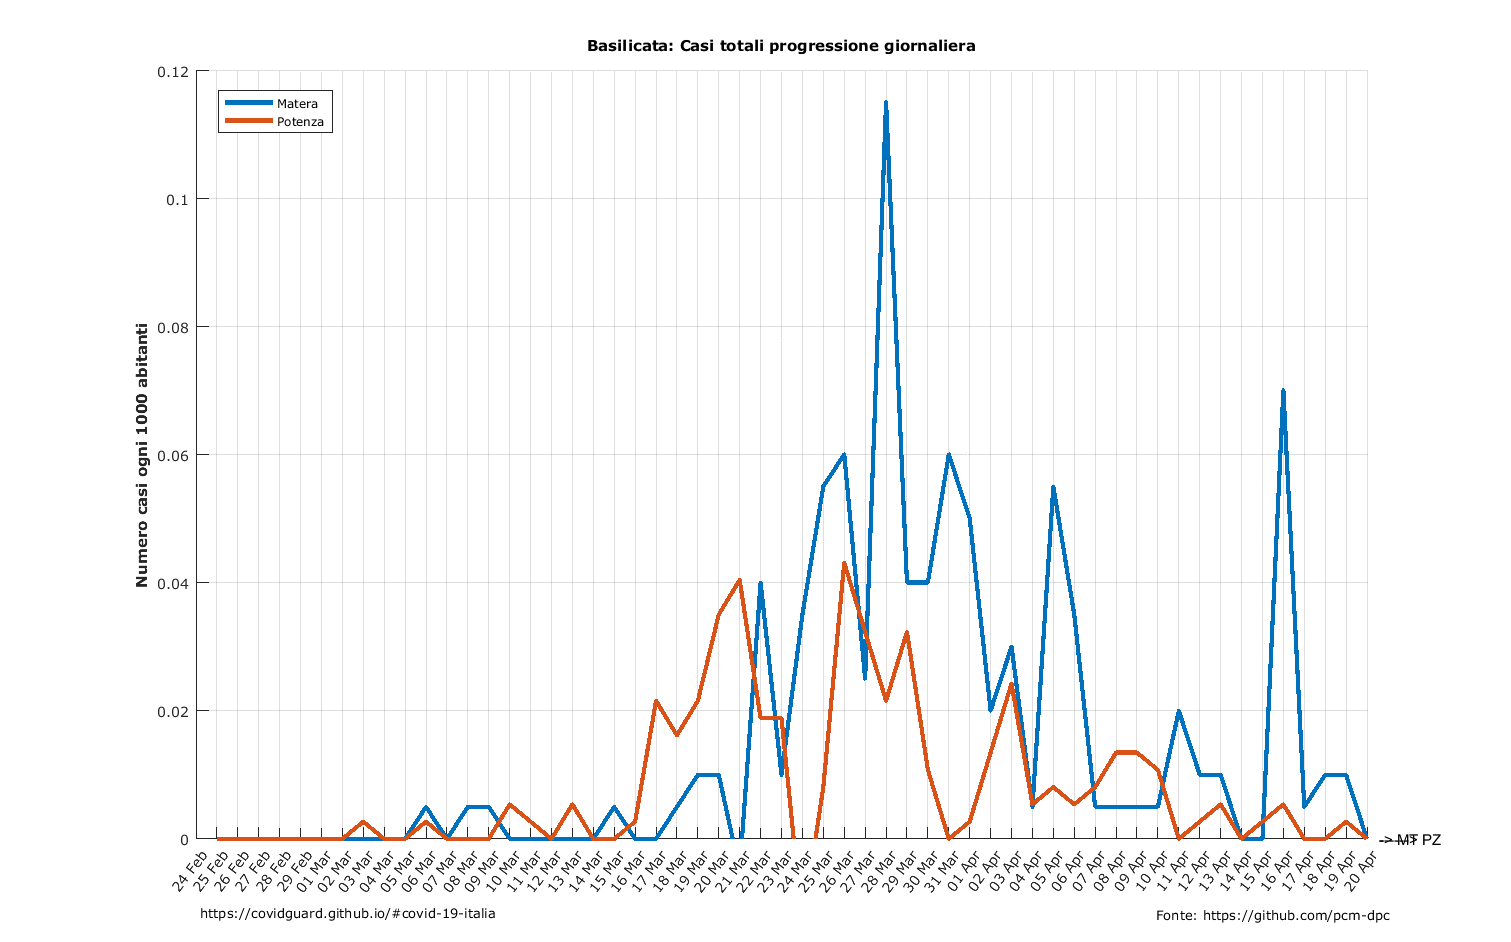 Basilicata: Casi totali progressione giornaliera
Matera
Potenza
Numero casi ogni 1000 abitanti
0.12
0.1
0.08
0.06
0.04
0.02
0
24 Feb
25 Feb
26 Feb
27 Feb
28 Feb
29 Feb
01 Mar
02 Mar
03 Mar
04 Mar
05 Mar
06 Mar
07 Mar
08 Mar
09 Mar
10 Mar
11 Mar
12 Mar
13 Mar
14 Mar
15 Mar
16 Mar
17 Mar
18 Mar
19 Mar
20 Mar
21 Mar
22 Mar
23 Mar
24 Mar
25 Mar
26 Mar
27 Mar
28 Mar
29 Mar
30 Mar
31 Mar
01 Apr
02 Apr
03 Apr
04 Apr
05 Apr
06 Apr
07 Apr
08 Apr
09 Apr
10 Apr
11 Apr
12 Apr
13 Apr
14 Apr
15 Apr
16 Apr
17 Apr
18 Apr
19 Apr
20 Apr
-> MT PZ
https://covidguard.github.io/#covid-19-italia
Fonte: https://github.com/pcm-dpc